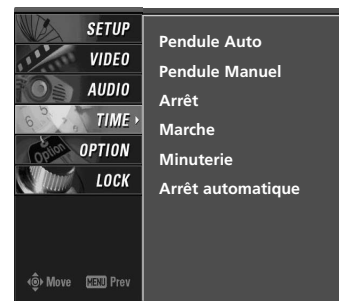 SETUP
VIDEO
AUDIO
TIME
OPTION
LOCK
Move MENU Prev
Pendule Auto
Pendule Manuel
Arrêt
Marche
Minuterie
Arrêt automatique